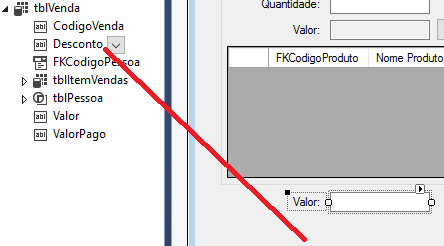 tblVenda
CodigoVenda
Desconto
FKCodigoPessoa
tblItemVendas
tblPessoa
Valor
ValorPago
Quantidade:
Valor:
FKCodigoProduto Nome Produto
Valor: